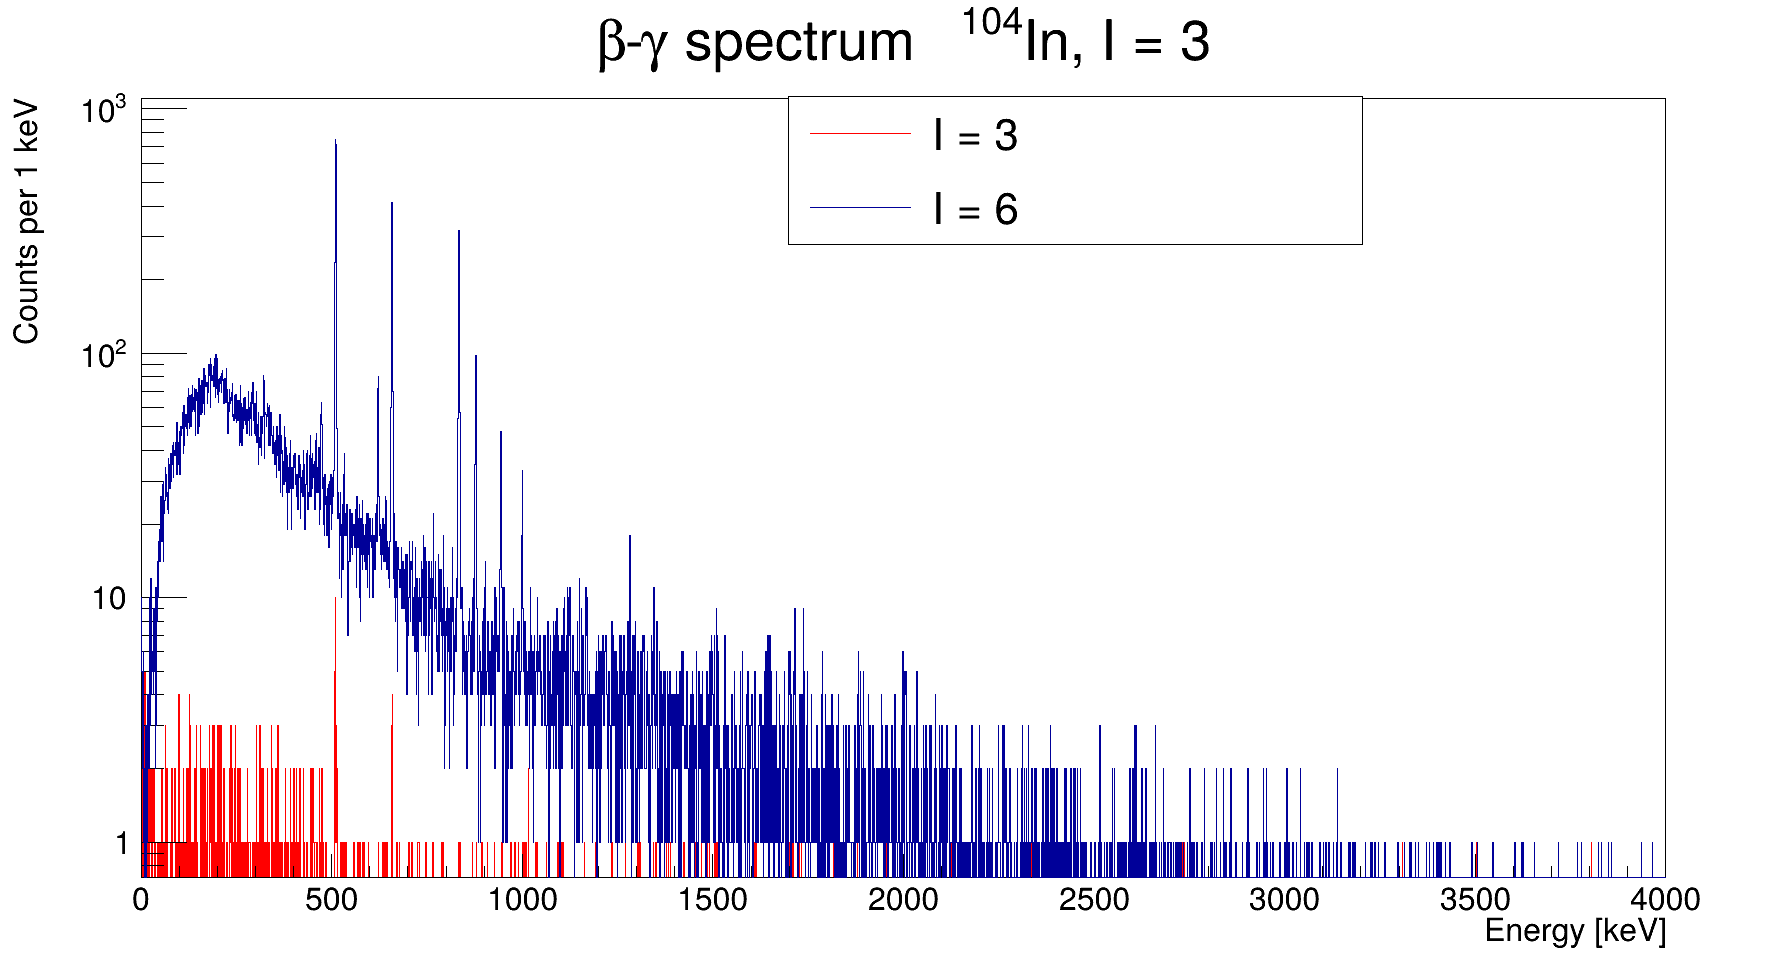 β-γ spectrum ¹⁰⁴In, I = 3
Counts per 1 keV
I = 3
I = 6
10³
10²
10
1
0 500 1000 1500 2000 2500 3000 3500 4000
Energy [keV]